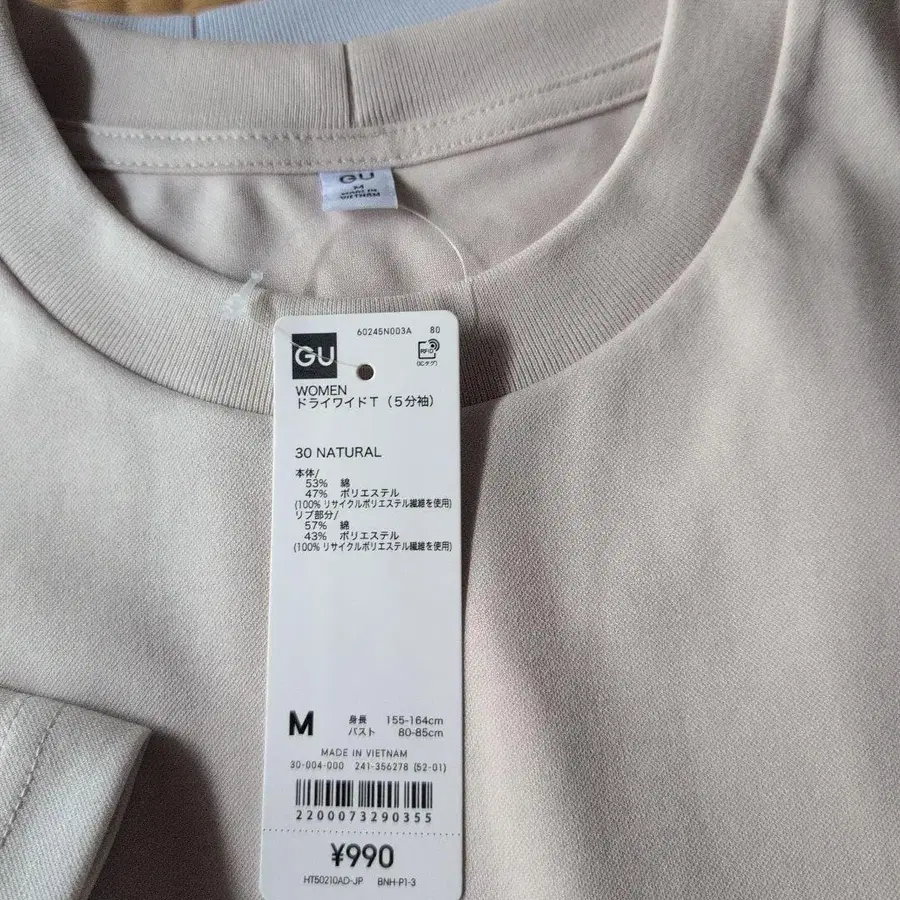 GU
M
MADE IN
VIETNAM
60245N003A 80
GU
RFID
(ICタグ)
WOMEN
ドライワイドT（5分袖）
30 NATURAL
本体/
53% 綿
47% ポリエステル
(100% リサイクルポリエステル繊維を使用)
リブ部分/
57% 綿
43% ポリエステル
(100% リサイクルポリエステル繊維を使用)
M 身長 155-164cm
バスト 80-85cm
MADE IN VIETNAM
30-004-000 241-356278 (52-01)
2200073290355
¥990
HT50210AD-JP BNH-P1-3